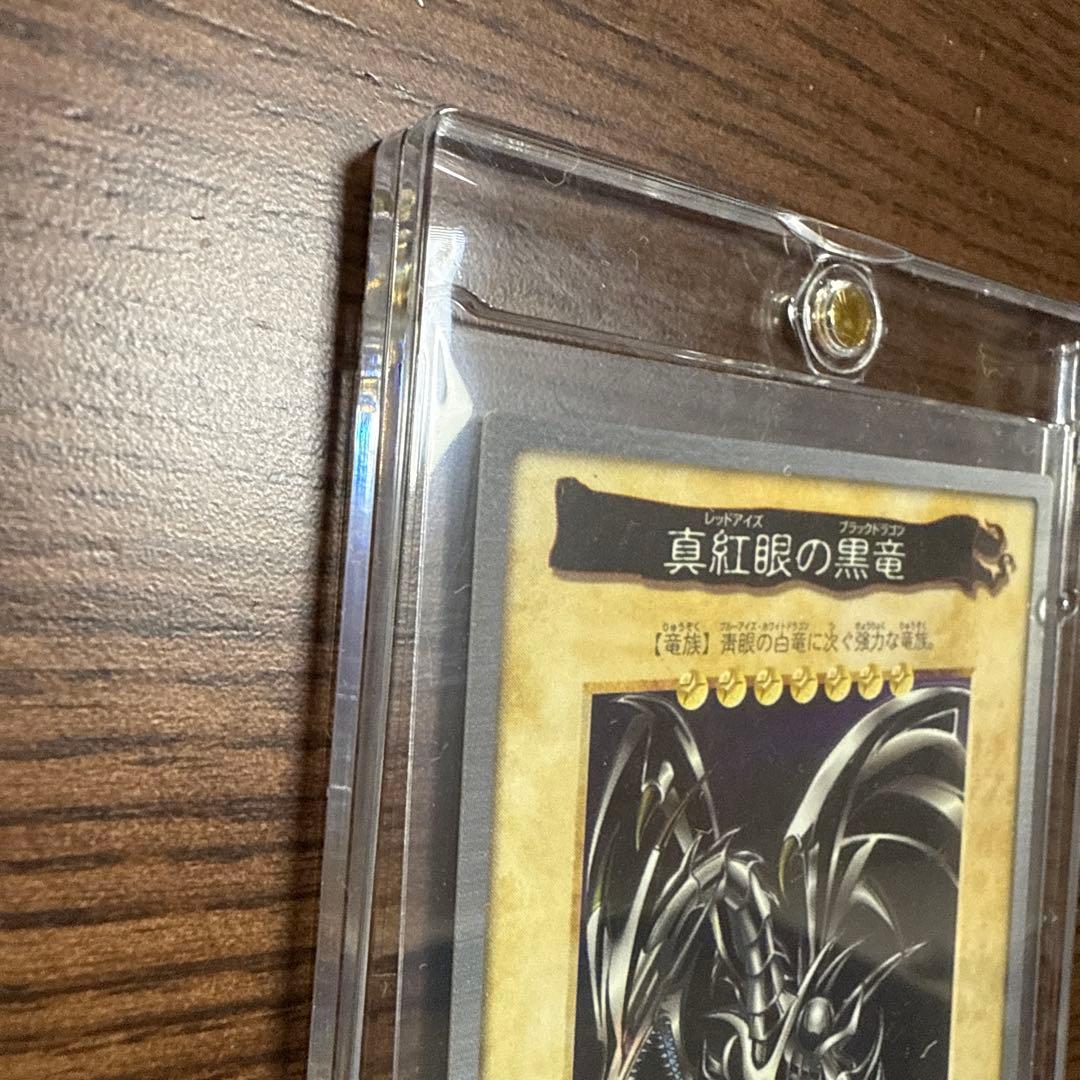 レッドアイズ ブラックドラゴン
真紅眼の黒竜
りゅうぞく ブルーアイズ・ホワイトドラゴン つ きょうりょく りゅうぞく
【竜族】青眼の白竜に次ぐ強力な竜族。